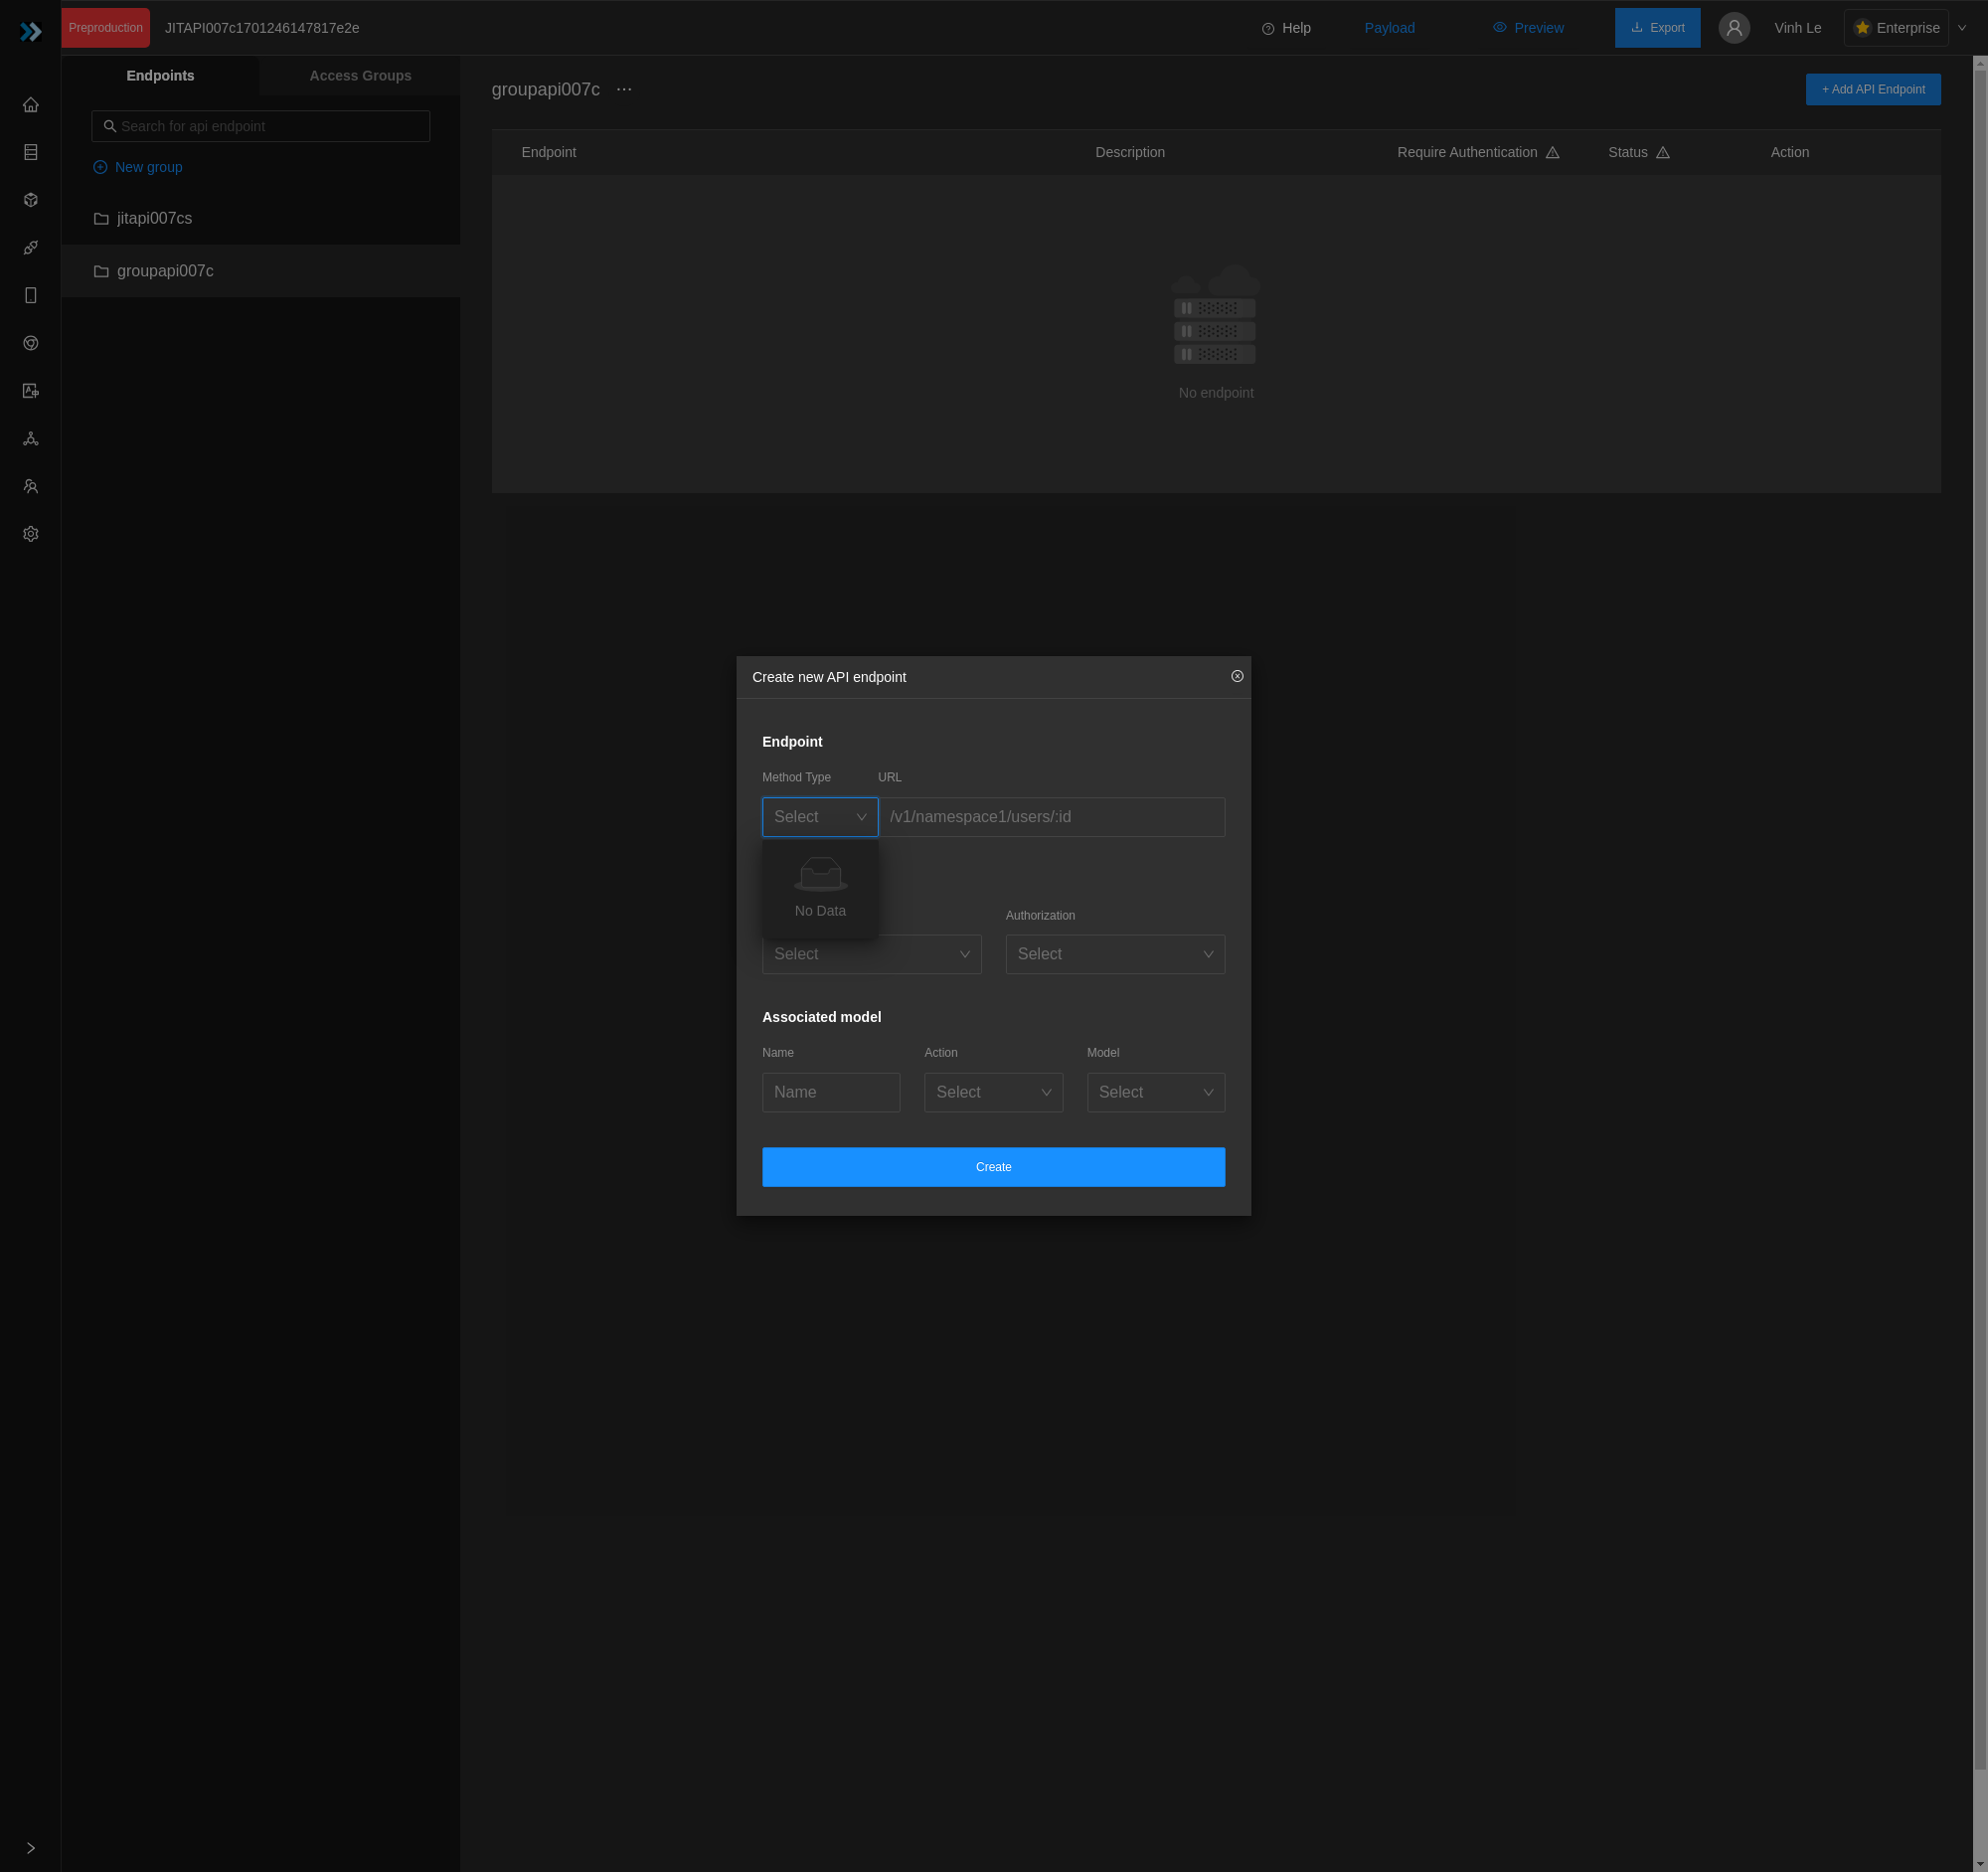 Preproduction
JITAPI007c1701246147817e2e
Help
Payload
Preview
Export
Vinh Le
Enterprise
Endpoints
Access Groups
Search for api endpoint
New group
jitapi007cs
groupapi007c
groupapi007c ···
+ Add API Endpoint
Endpoint
Description
Require Authentication
Status
Action
No endpoint
Create new API endpoint
Endpoint
Method Type
URL
Select
/v1/namespace1/users/:id
No Data
Authorization
Select
Select
Associated model
Name
Action
Model
Name
Select
Select
Create